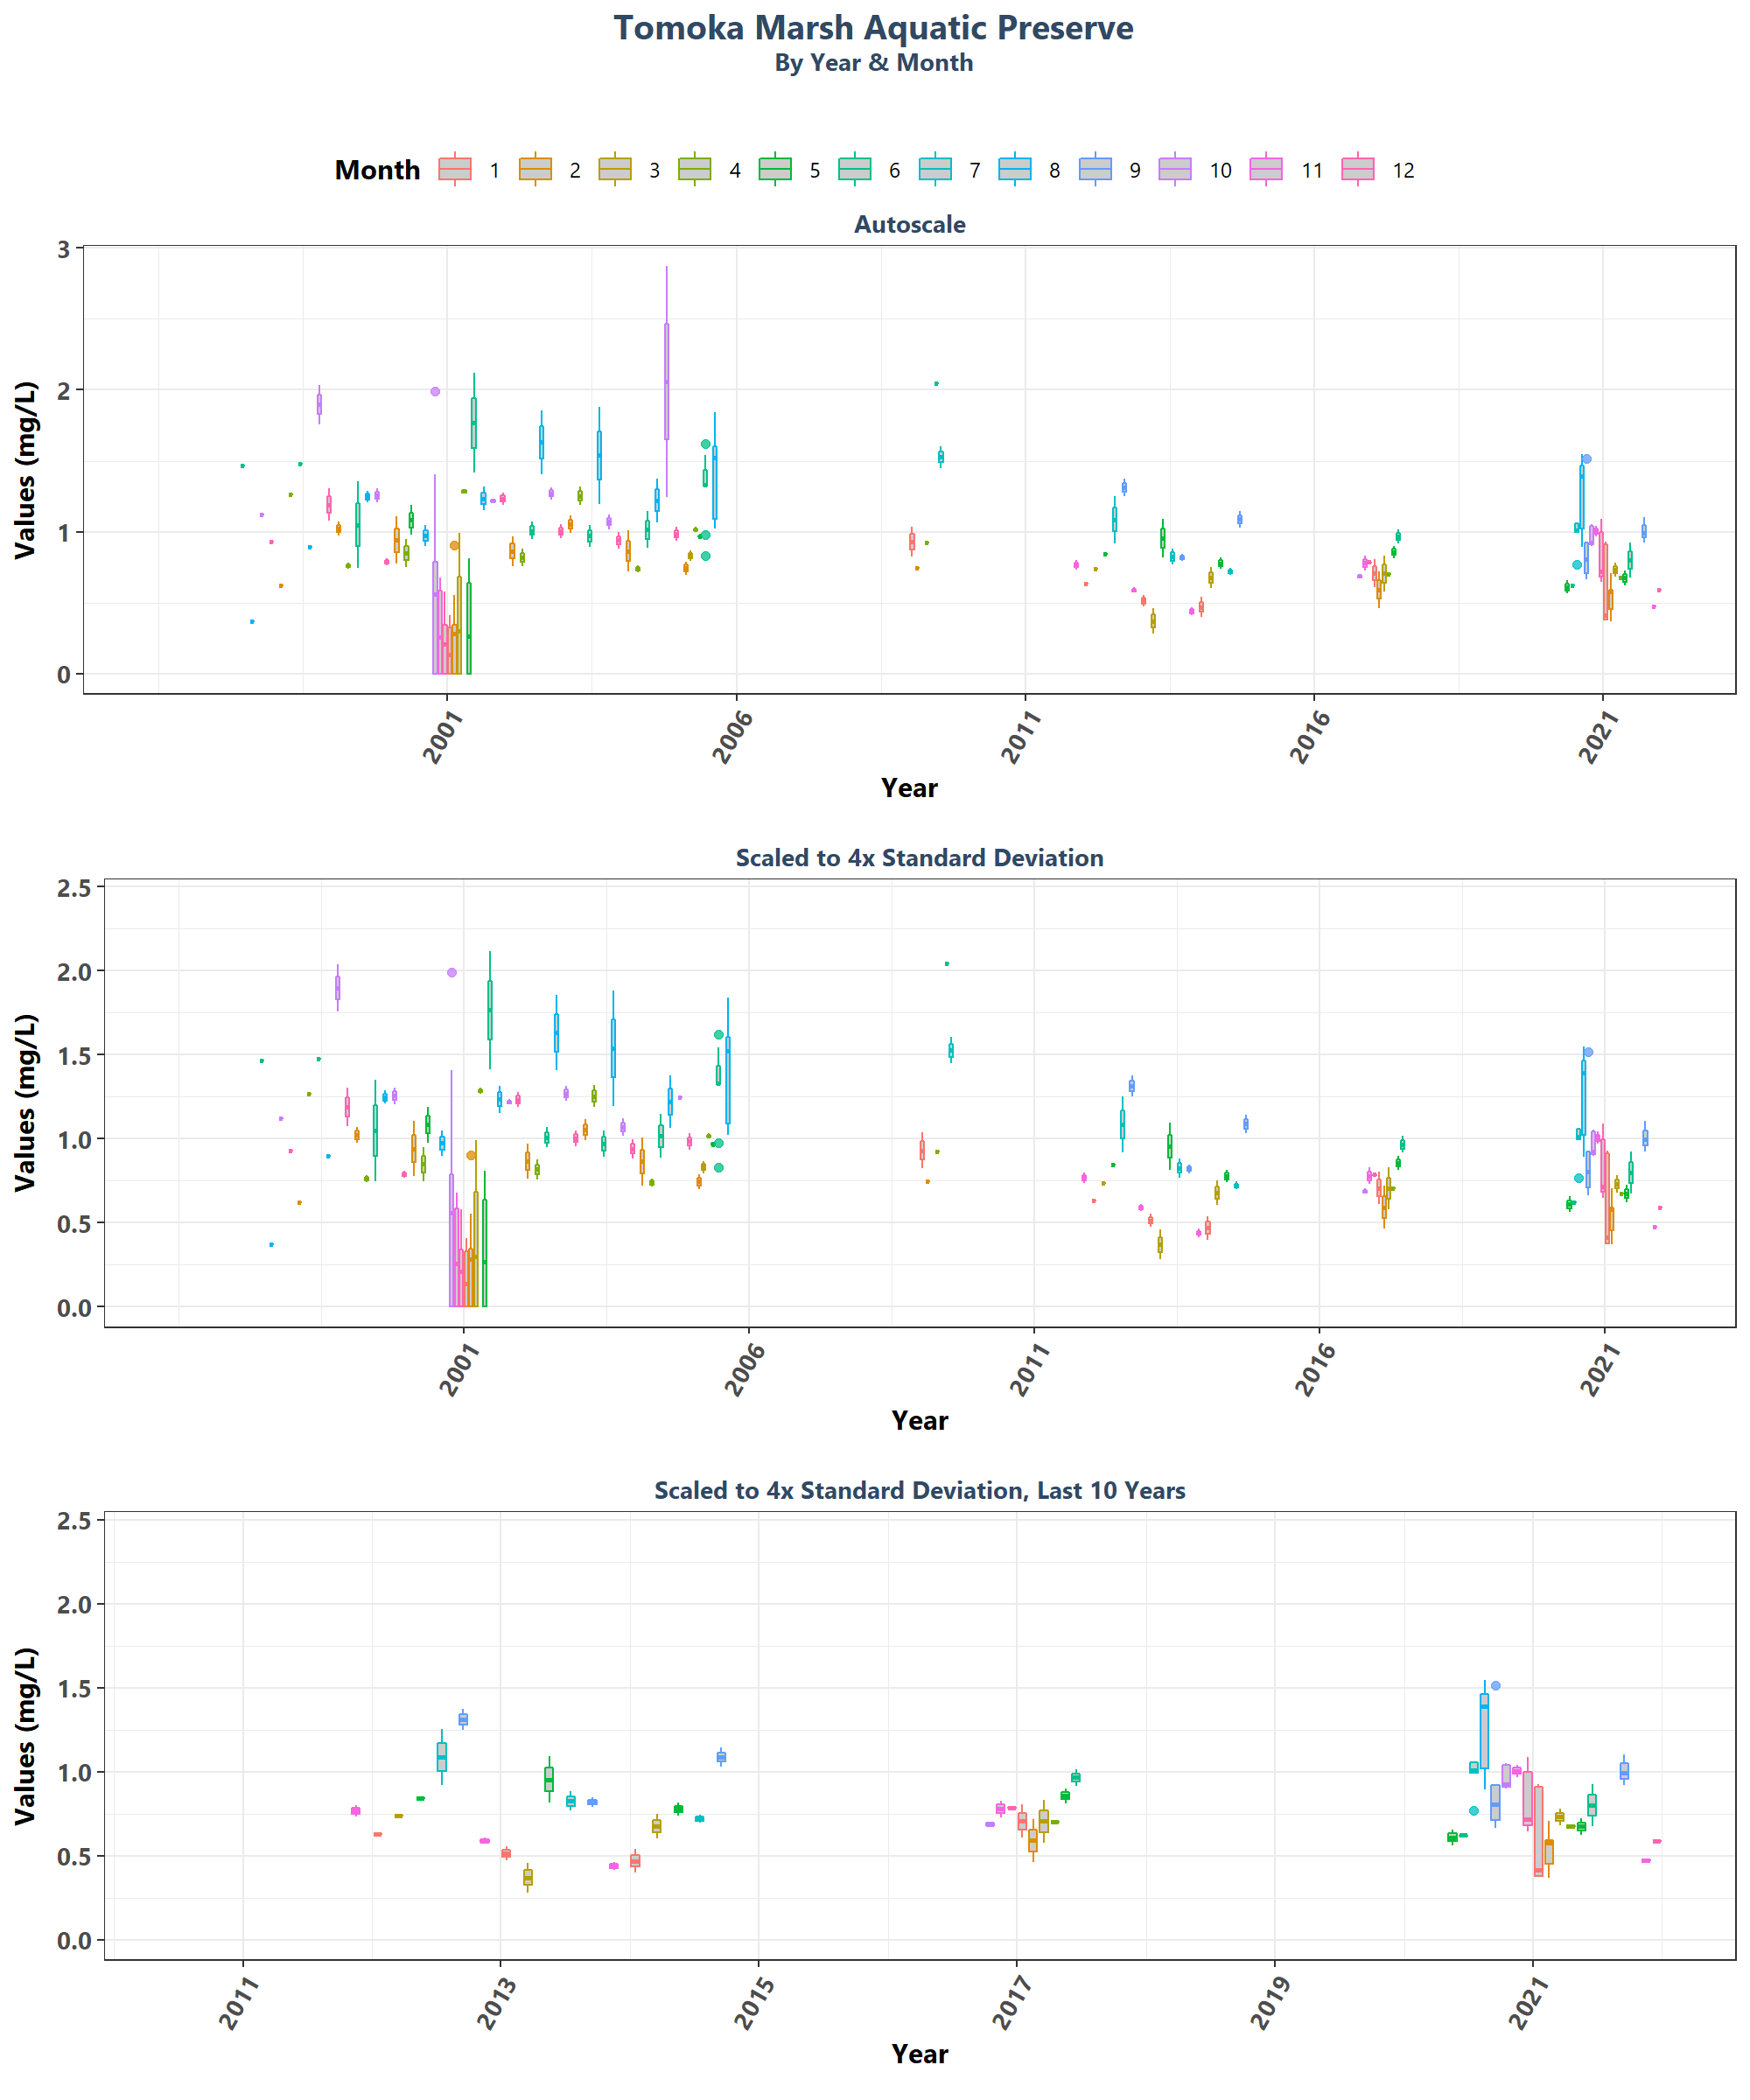 Tomoka Marsh Aquatic Preserve
By Year & Month
Month 1 2 3 4 5 6 7 8 9 10 11 12
Autoscale
3
2
1
0
Values (mg/L)
2001 2006 2011 2016 2021
Year
Scaled to 4x Standard Deviation
2.5
2.0
1.5
1.0
0.5
0.0
Values (mg/L)
2001 2006 2011 2016 2021
Year
Scaled to 4x Standard Deviation, Last 10 Years
2.5
2.0
1.5
1.0
0.5
0.0
Values (mg/L)
2011 2013 2015 2017 2019 2021
Year